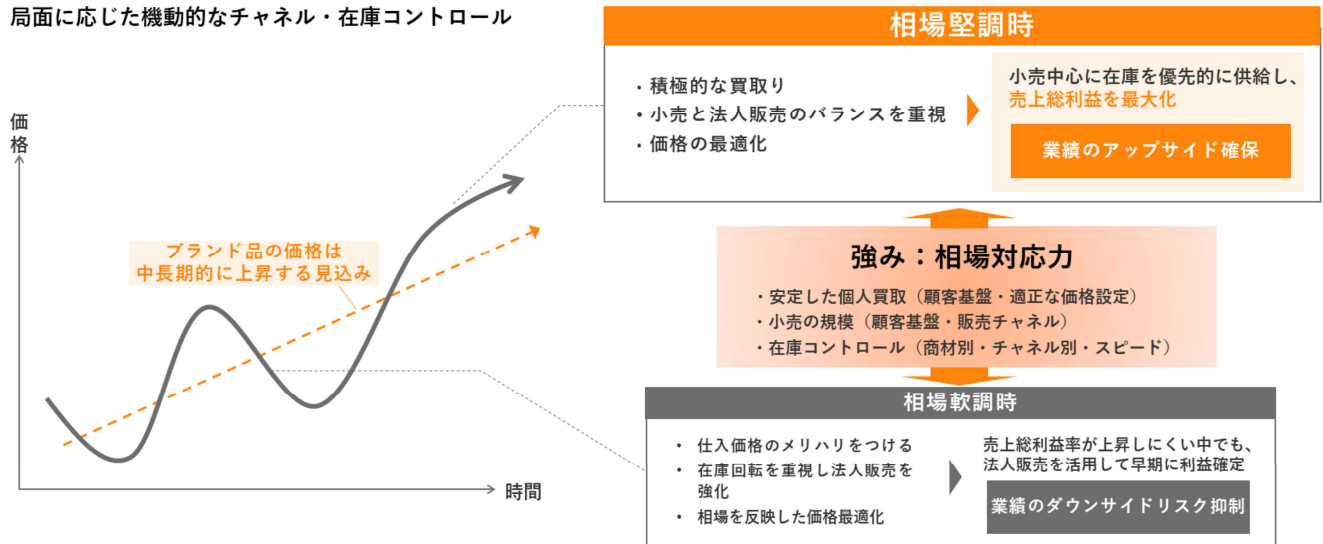 局面に応じた機動的なチャネル・在庫コントロール
価
格
時間
ブランド品の価格は
中長期的に上昇する見込み
相場堅調時
・積極的な買取り
・小売と法人販売のバランスを重視
・価格の最適化
小売中心に在庫を優先的に供給し、
売上総利益を最大化
業績のアップサイド確保
強み：相場対応力
・安定した個人買取（顧客基盤・適正な価格設定）
・小売の規模（顧客基盤・販売チャネル）
・在庫コントロール（商材別・チャネル別・スピード）
相場軟調時
• 仕入価格のメリハリをつける
• 在庫回転を重視し法人販売を
強化
• 相場を反映した価格最適化
売上総利益率が上昇しにくい中でも、
法人販売を活用して早期に利益確定
業績のダウンサイドリスク抑制